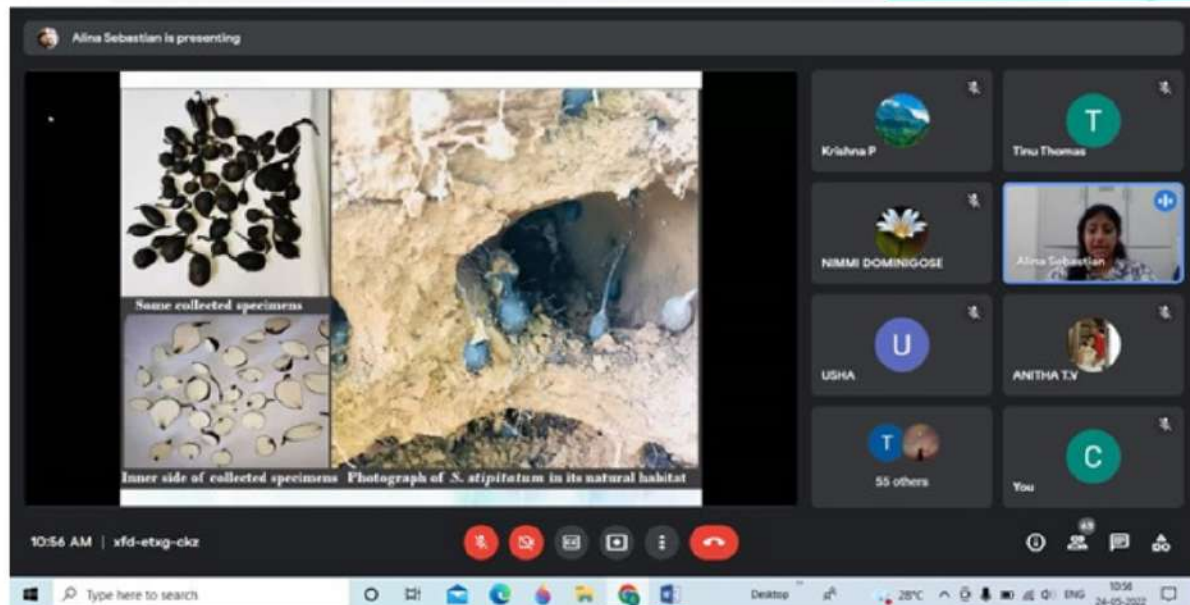 Alina Sebastian is presenting
Some collected specimens
Inner side of collected specimens
Photograph of S. stipitatum in its natural habitat
Krishna P
T
Tinu Thomas
NIMMI DOMINIGOSE
Alina Sebastian
U
USHA
ANITHA T.V
T
55 others
C
You
10:56 AM | xfd-etxg-ckz
Type here to search
Desktop
28°C
ENG
10:56
24-05-2022